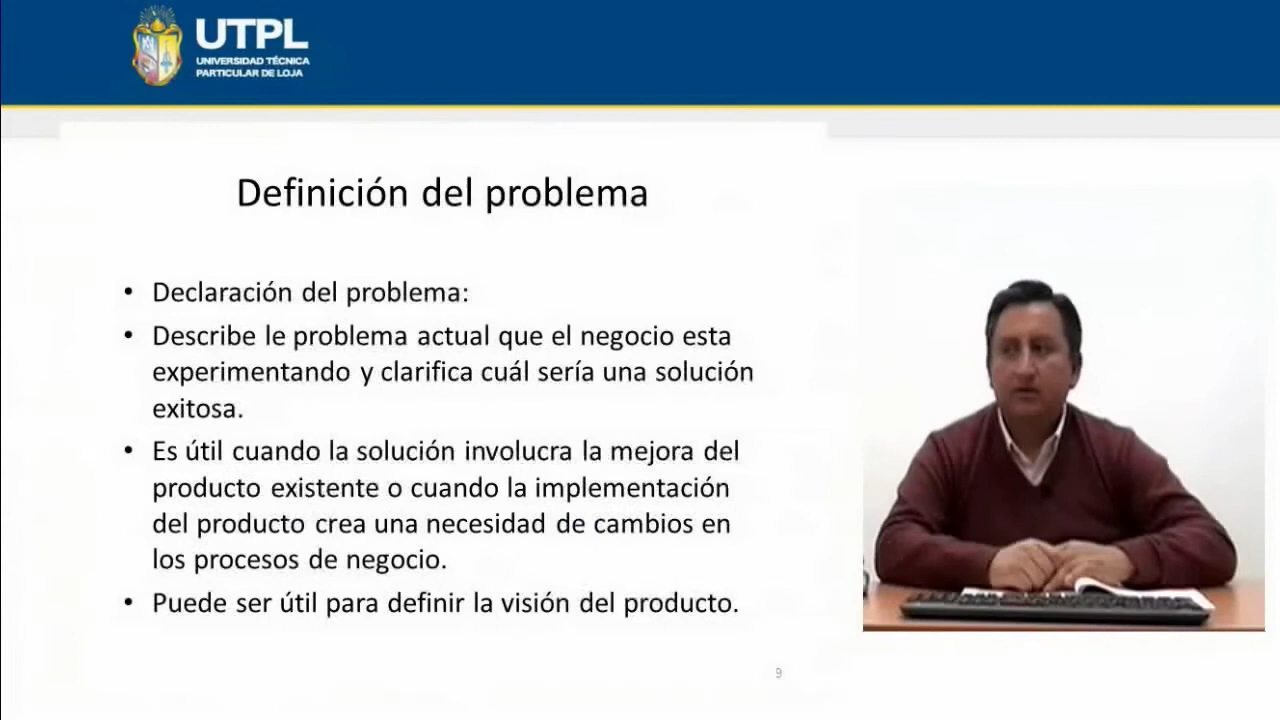 UTPL
UNIVERSIDAD TÉCNICA
PARTICULAR DE LOJA
Definición del problema
• Declaración del problema:
• Describe le problema actual que el negocio esta
experimentando y clarifica cuál sería una solución
exitosa.
• Es útil cuando la solución involucra la mejora del
producto existente o cuando la implementación
del producto crea una necesidad de cambios en
los procesos de negocio.
• Puede ser útil para definir la visión del producto.
9